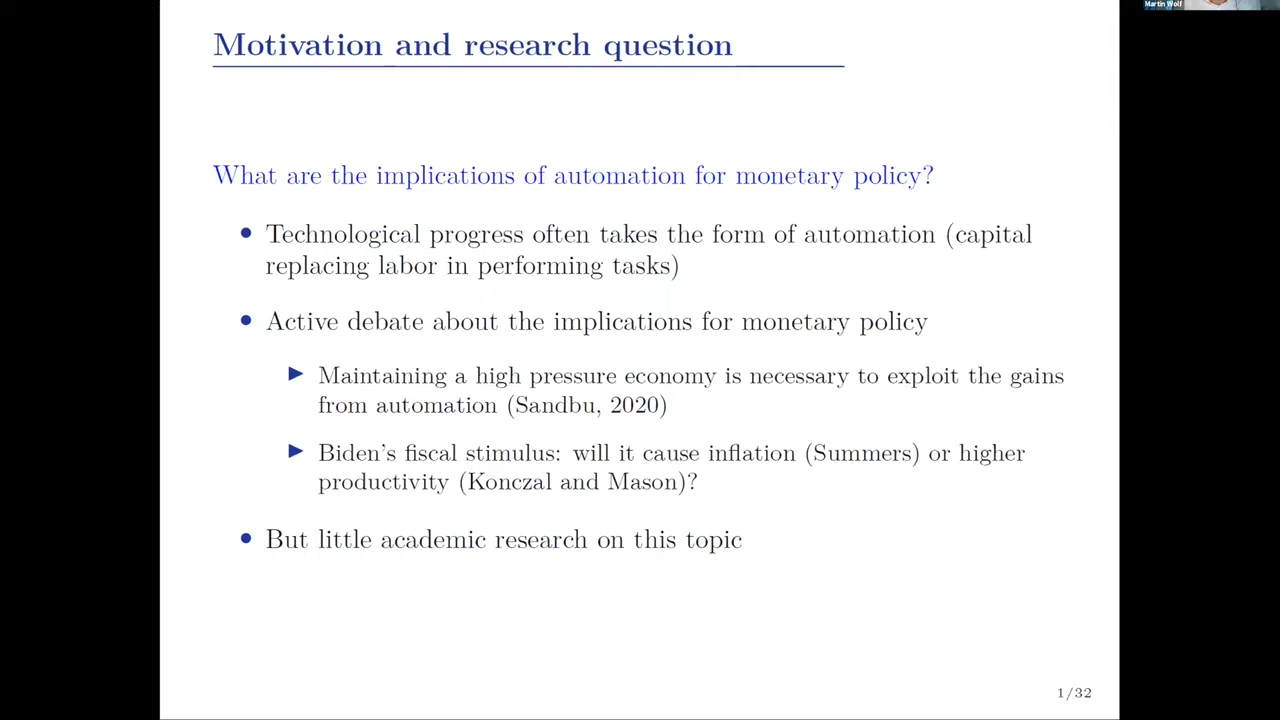 Martin Wolf
Motivation and research question
What are the implications of automation for monetary policy?
• Technological progress often takes the form of automation (capital
replacing labor in performing tasks)
• Active debate about the implications for monetary policy
▶ Maintaining a high pressure economy is necessary to exploit the gains
from automation (Sandbu, 2020)
▶ Biden's fiscal stimulus: will it cause inflation (Summers) or higher
productivity (Konczal and Mason)?
• But little academic research on this topic
1/32